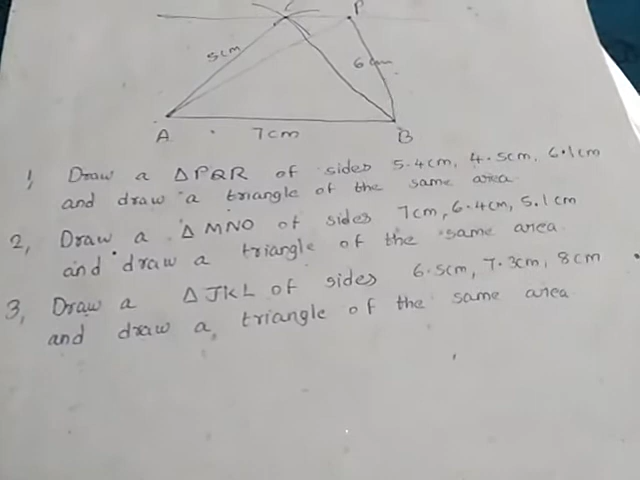 C P
5cm 6cm
A 7cm B
1, Draw a ΔPQR of sides 5.4cm, 4.5cm, 6.1cm
and draw a triangle of the same area.
2, Draw a ΔMNO of sides 7cm, 6.4cm, 5.1cm
and draw a triangle of the same area.
3, Draw a ΔJKL of sides 6.5cm, 7.3cm, 8cm
and draw a triangle of the same area